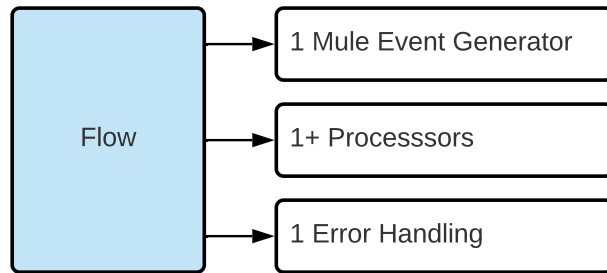 Flow
1 Mule Event Generator
1+ Processsors
1 Error Handling